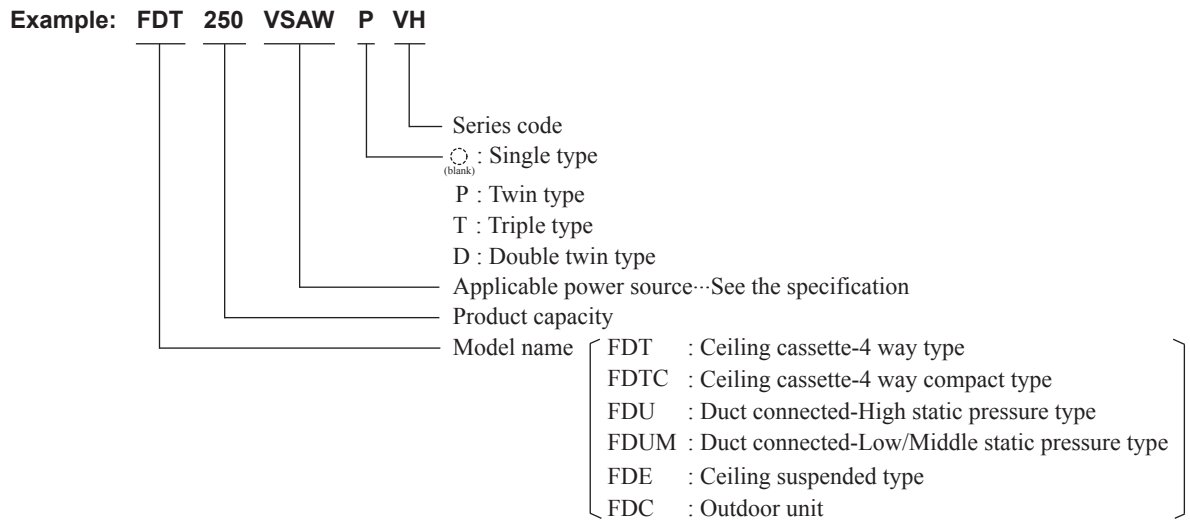 Example: FDT 250 VSAW P VH
Series code
: Single type
(blank)
P : Twin type
T : Triple type
D : Double twin type
Applicable power source···See the specification
Product capacity
Model name
FDT : Ceiling cassette-4 way type
FDTC : Ceiling cassette-4 way compact type
FDU : Duct connected-High static pressure type
FDUM : Duct connected-Low/Middle static pressure type
FDE : Ceiling suspended type
FDC : Outdoor unit